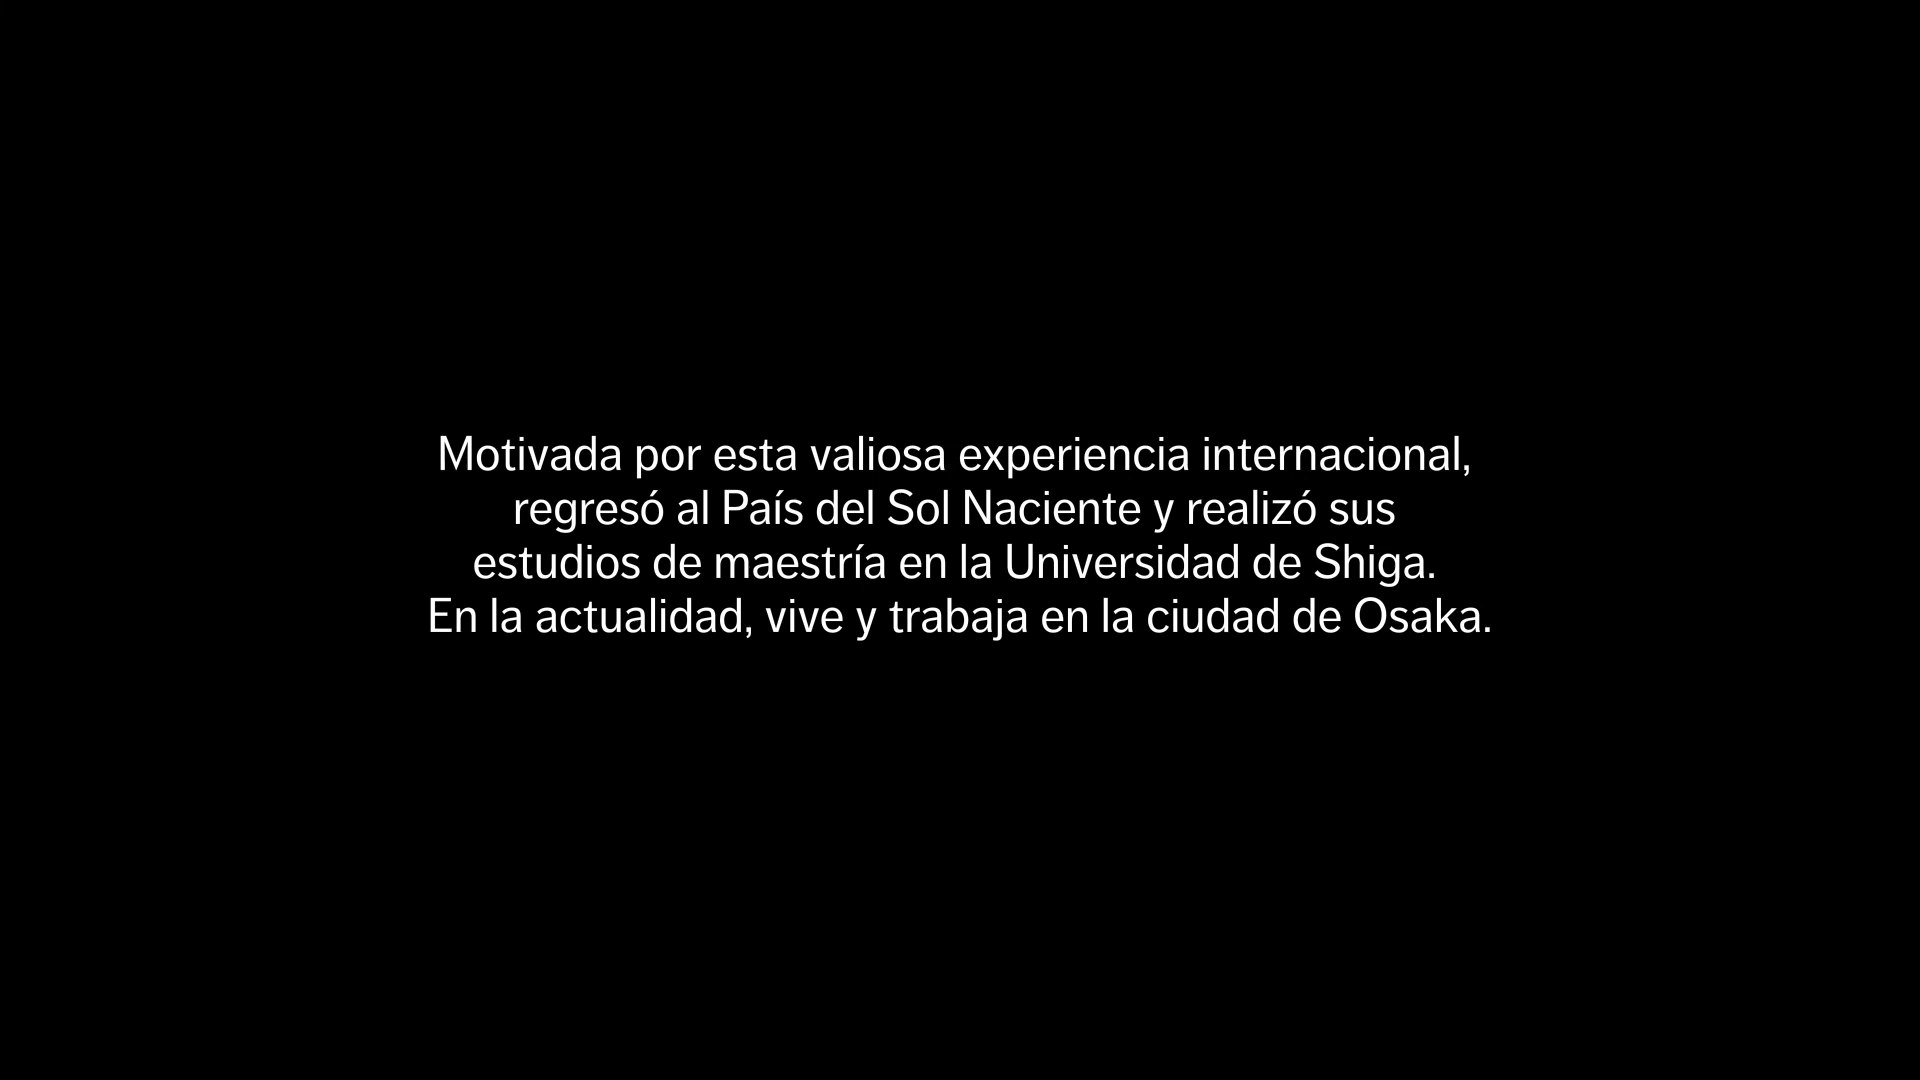 Motivada por esta valiosa experiencia internacional,
regresó al País del Sol Naciente y realizó sus
estudios de maestría en la Universidad de Shiga.
En la actualidad, vive y trabaja en la ciudad de Osaka.